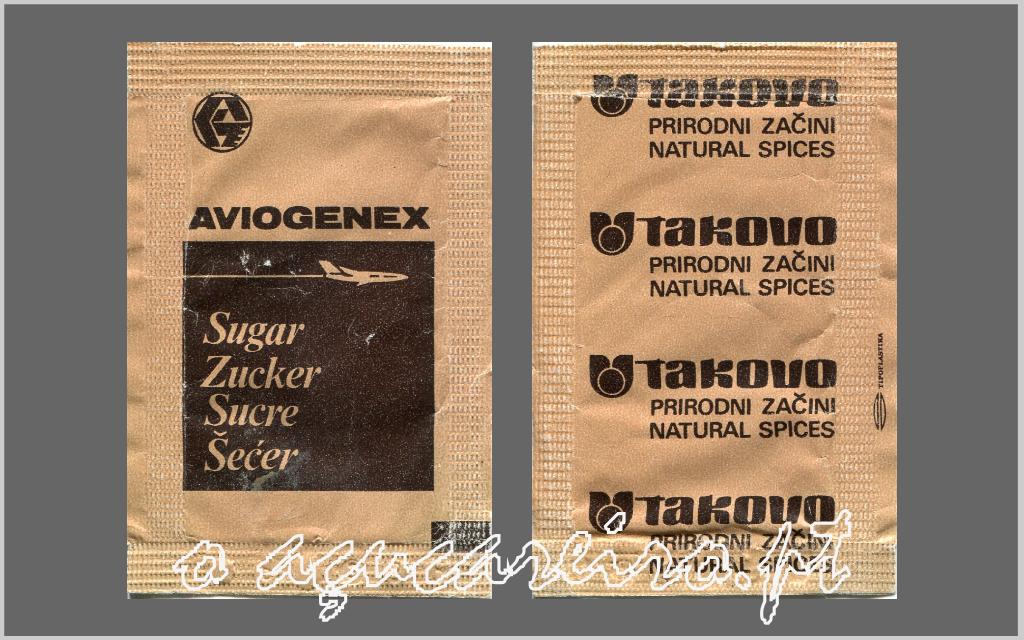 AVIOGENEX
Sugar
Zucker
Sucre
Šećer
takovo
PRIRODNI ZAČINI
NATURAL SPICES
takovo
PRIRODNI ZAČINI
NATURAL SPICES
takovo
PRIRODNI ZAČINI
NATURAL SPICES
takovo
PRIRODNI ZAČINI
NATURAL SPICES
TIPOPLASTIKA
a açucareira.pt